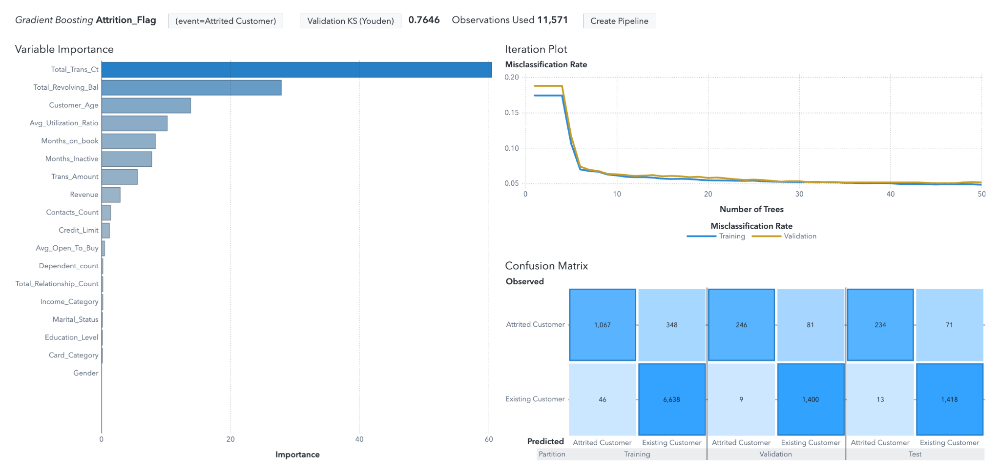 Gradient Boosting Attrition_Flag (event=Attrited Customer) Validation KS (Youden) 0.7646 Observations Used 11,571 Create Pipeline
Variable Importance
Total_Trans_Ct
Total_Revolving_Bal
Customer_Age
Avg_Utilization_Ratio
Months_on_book
Months_Inactive
Trans_Amount
Revenue
Contacts_Count
Credit_Limit
Avg_Open_To_Buy
Dependent_count
Total_Relationship_Count
Income_Category
Marital_Status
Education_Level
Card_Category
Gender
0 20 40 60
Importance
Iteration Plot
Misclassification Rate
0.20
0.15
0.10
0.05
0 10 20 30 40 50
Number of Trees
Misclassification Rate
Training Validation
Confusion Matrix
Observed
Attrited Customer 1,067 348 246 81 234 71
Existing Customer 46 6,638 9 1,400 13 1,418
Predicted Attrited Customer Existing Customer Attrited Customer Existing Customer Attrited Customer Existing Customer
Partition Training Validation Test